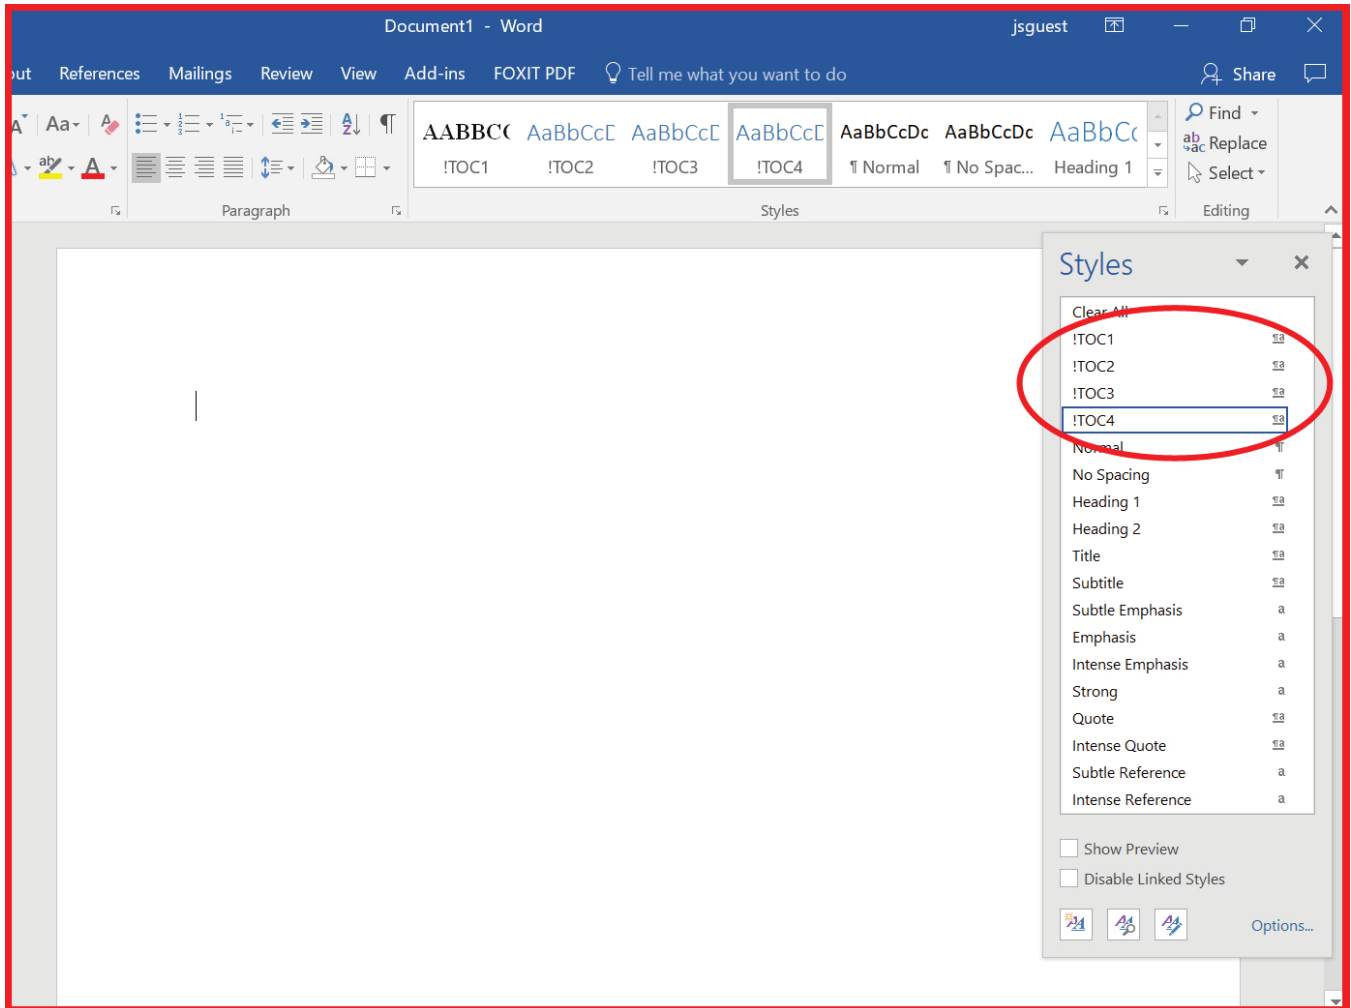 Document1 - Word
jsguest
out References Mailings Review View Add-ins FOXIT PDF Tell me what you want to do Share
Aa
AABBCC AaBbCcD AaBbCcD AaBbCcD AaBbCcDc AaBbCcDc AaBbCc
!TOC1 !TOC2 !TOC3 !TOC4 ¶ Normal ¶ No Spac... Heading 1
Find
Replace
Select
Paragraph Styles Editing
Styles
Clear All
!TOC1
!TOC2
!TOC3
!TOC4
Normal
No Spacing
Heading 1
Heading 2
Title
Subtitle
Subtle Emphasis
Emphasis
Intense Emphasis
Strong
Quote
Intense Quote
Subtle Reference
Intense Reference
Show Preview
Disable Linked Styles
Options...